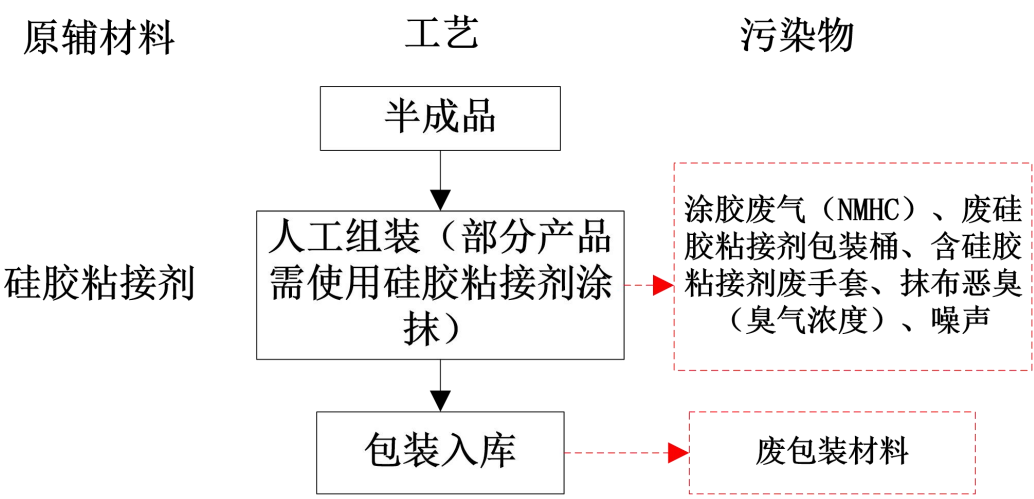 原辅材料
工艺
污染物
半成品
人工组装（部分产品
需使用硅胶粘接剂涂
抹）
硅胶粘接剂
涂胶废气（NMHC）、废硅
胶粘接剂包装桶、含硅胶
粘接剂废手套、抹布恶臭
（臭气浓度）、噪声
包装入库
废包装材料